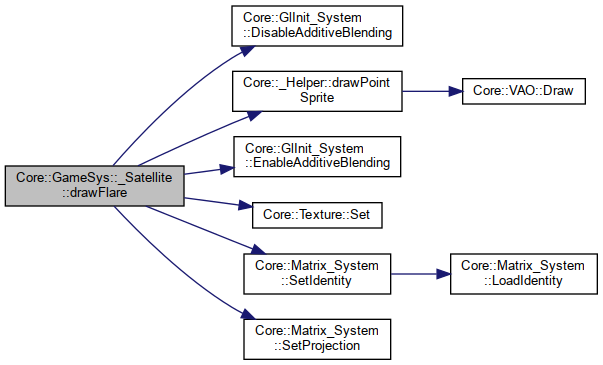 Core::GlInit_System
::DisableAdditiveBlending
Core::_Helper::drawPoint
Sprite
Core::VAO::Draw
Core::GlInit_System
::EnableAdditiveBlending
Core::GameSys::_Satellite
::drawFlare
Core::Texture::Set
Core::Matrix_System
::SetIdentity
Core::Matrix_System
::LoadIdentity
Core::Matrix_System
::SetProjection